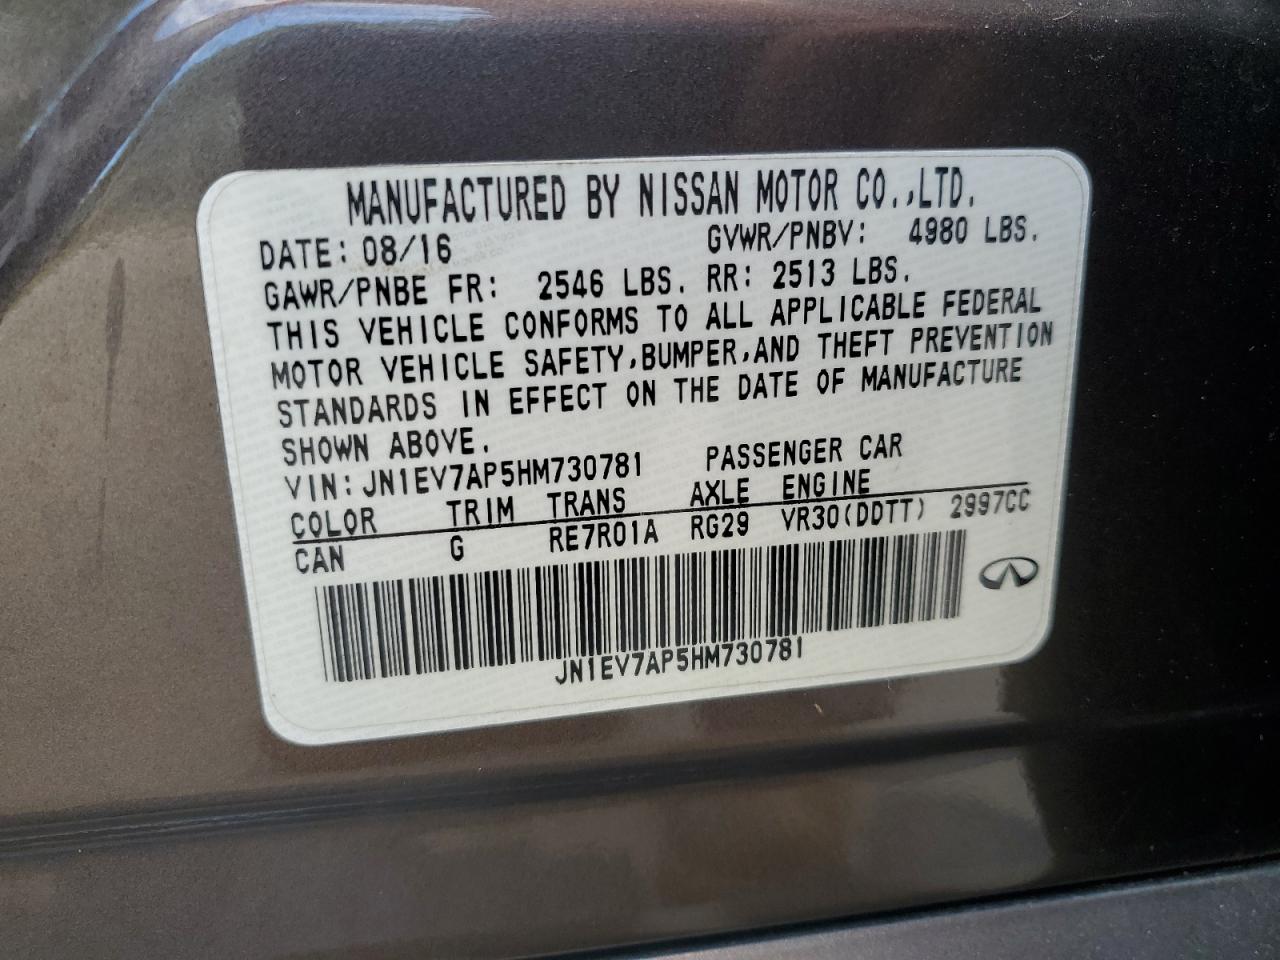 MANUFACTURED BY NISSAN MOTOR CO.,LTD.
DATE: 08/16 GVWR/PNBV: 4980 LBS.
GAWR/PNBE FR: 2546 LBS. RR: 2513 LBS.
THIS VEHICLE CONFORMS TO ALL APPLICABLE FEDERAL
MOTOR VEHICLE SAFETY,BUMPER,AND THEFT PREVENTION
STANDARDS IN EFFECT ON THE DATE OF MANUFACTURE
SHOWN ABOVE.
VIN: JN1EV7AP5HM730781 PASSENGER CAR
COLOR TRIM TRANS AXLE ENGINE
CAN G RE7R01A RG29 VR30(DDTT) 2997CC
JN1EV7AP5HM730781